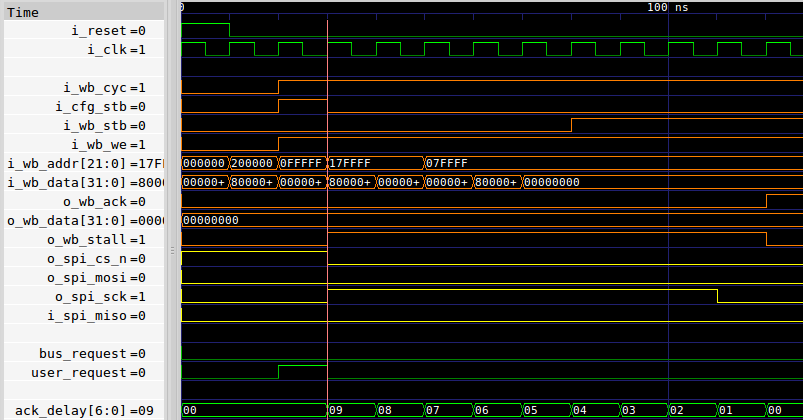 Time
0 100 ns
i_reset=0
i_clk=1
i_wb_cyc=1
i_cfg_stb=0
i_wb_stb=0
i_wb_we=1
i_wb_addr[21:0]=17F 000000 200000 0FFFFF 17FFFF 07FFFF
i_wb_data[31:0]=8000 00000+ 80000+ 00000+ 80000+ 00000+ 00000+ 80000+ 00000000
o_wb_ack=0
o_wb_data[31:0]=0000 00000000
o_wb_stall=1
o_spi_cs_n=0
o_spi_mosi=0
o_spi_sck=1
i_spi_miso=0
bus_request=0
user_request=0
ack_delay[6:0]=09 00 09 08 07 06 05 04 03 02 01 00